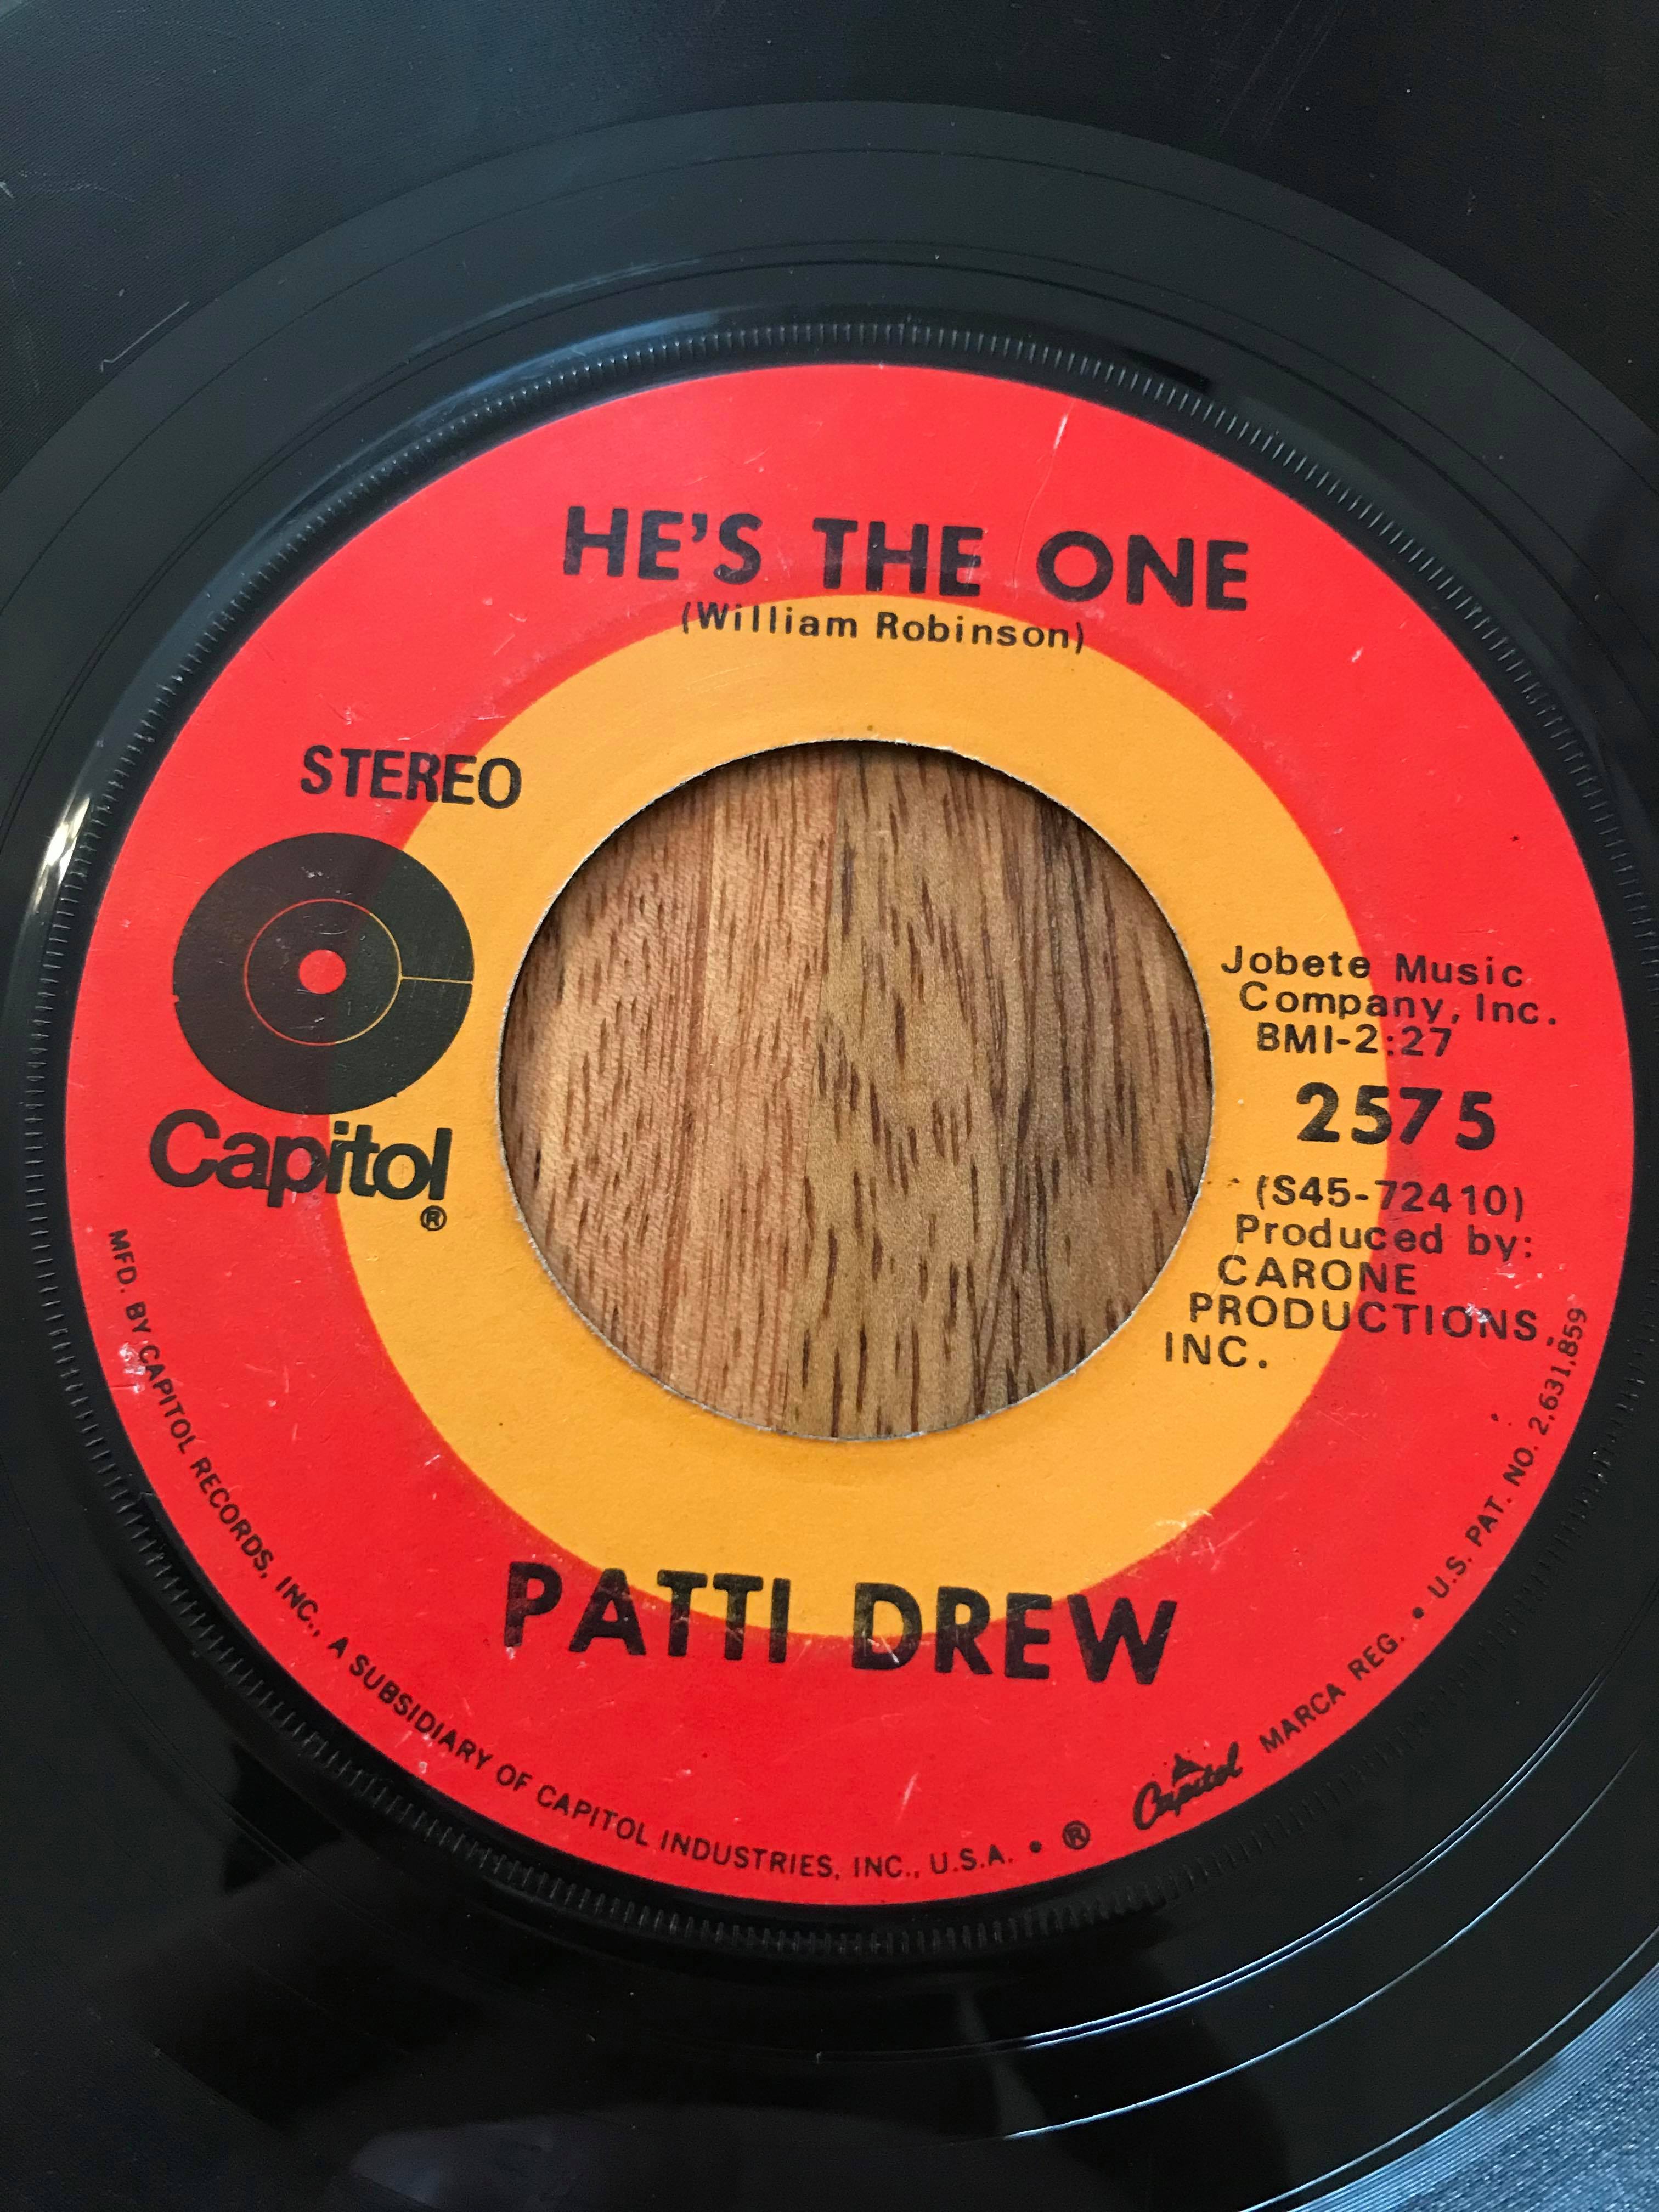 HE'S THE ONE
(William Robinson)
STEREO
Capitol
®
Jobete Music
Company, Inc.
BMI-2:27
2575
(S45-72410)
Produced by:
CARONE
PRODUCTIONS,
INC.
PATTI DREW
MFD. BY CAPITOL RECORDS, INC., A SUBSIDIARY OF CAPITOL INDUSTRIES, INC., U.S.A. • ® Capitol MARCA REG. • U.S. PAT. NO. 2,631,859